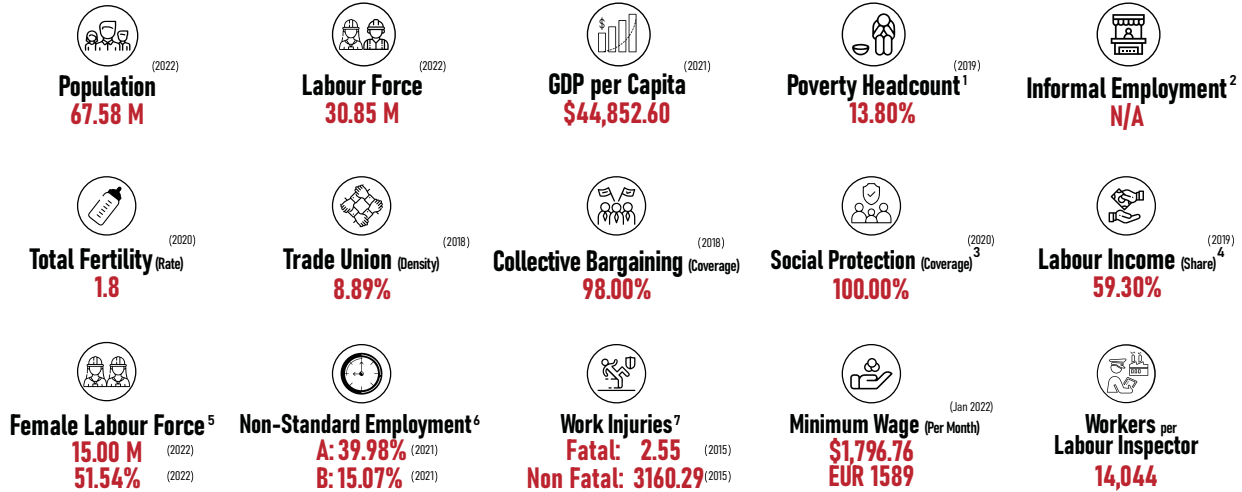 (2022)
Population
67.58 M
(2022)
Labour Force
30.85 M
$
(2021)
GDP per Capita
$44,852.60
(2019)
Poverty Headcount 1
13.80%
Informal Employment 2
N/A
(2020)
Total Fertility (Rate)
1.8
(2018)
Trade Union (Density)
8.89%
(2018)
Collective Bargaining (Coverage)
98.00%
(2020)
Social Protection (Coverage) 3
100.00%
(2019)
Labour Income (Share) 4
59.30%
Female Labour Force 5
15.00 M (2022)
51.54% (2022)
Non-Standard Employment 6
A: 39.98% (2021)
B: 15.07% (2021)
Work Injuries 7
Fatal: 2.55 (2015)
Non Fatal: 3160.29 (2015)
(Jan 2022)
Minimum Wage (Per Month)
$1,796.76
EUR 1589
Workers per
Labour Inspector
14,044